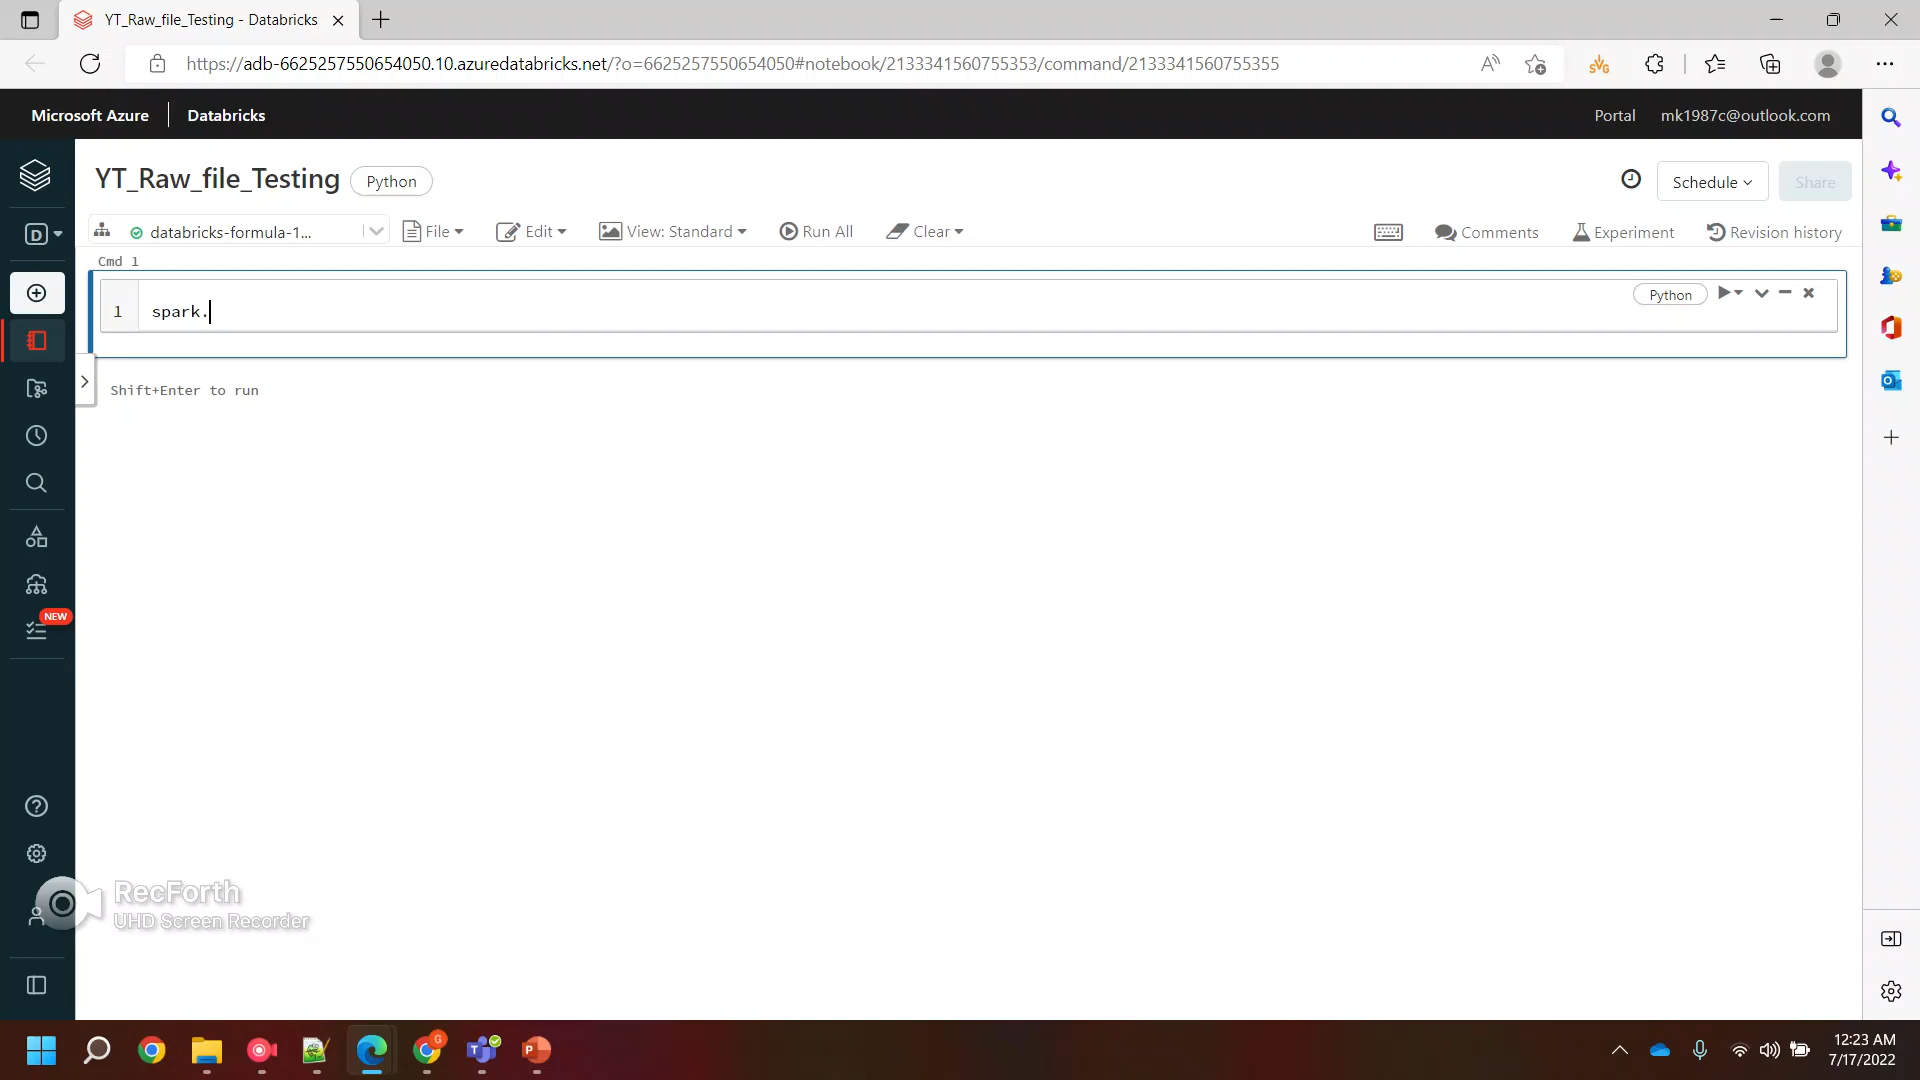 YT_Raw_file_Testing - Databricks
https://adb-6625257550654050.10.azuredatabricks.net/?o=6625257550654050#notebook/2133341560755353/command/2133341560755355
Microsoft Azure Databricks Portal mk1987c@outlook.com
YT_Raw_file_Testing Python Schedule Share
D databricks-formula-1... File Edit View: Standard Run All Clear Comments Experiment Revision history
Cmd 1
1 spark. Python
Shift+Enter to run
NEW
RecForth
UHD Screen Recorder
12:23 AM
7/17/2022